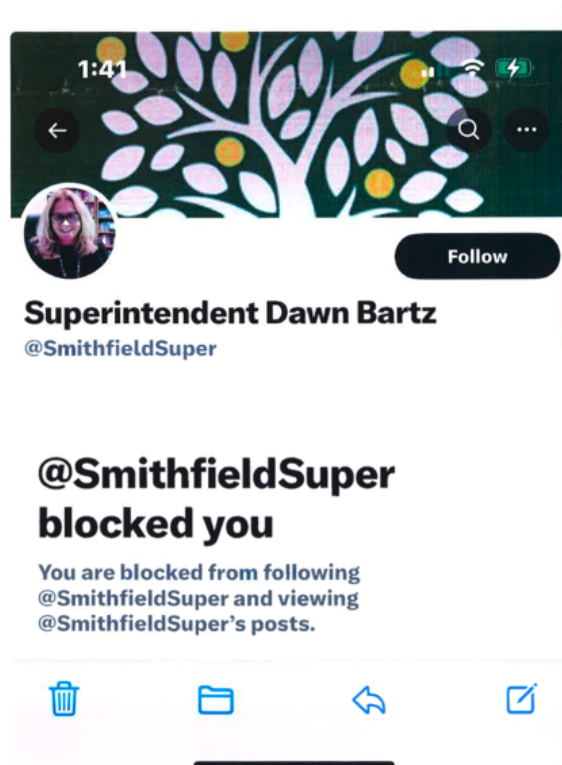 1:41
Follow
Superintendent Dawn Bartz
@SmithfieldSuper
@SmithfieldSuper
blocked you
You are blocked from following
@SmithfieldSuper and viewing
@SmithfieldSuper's posts.